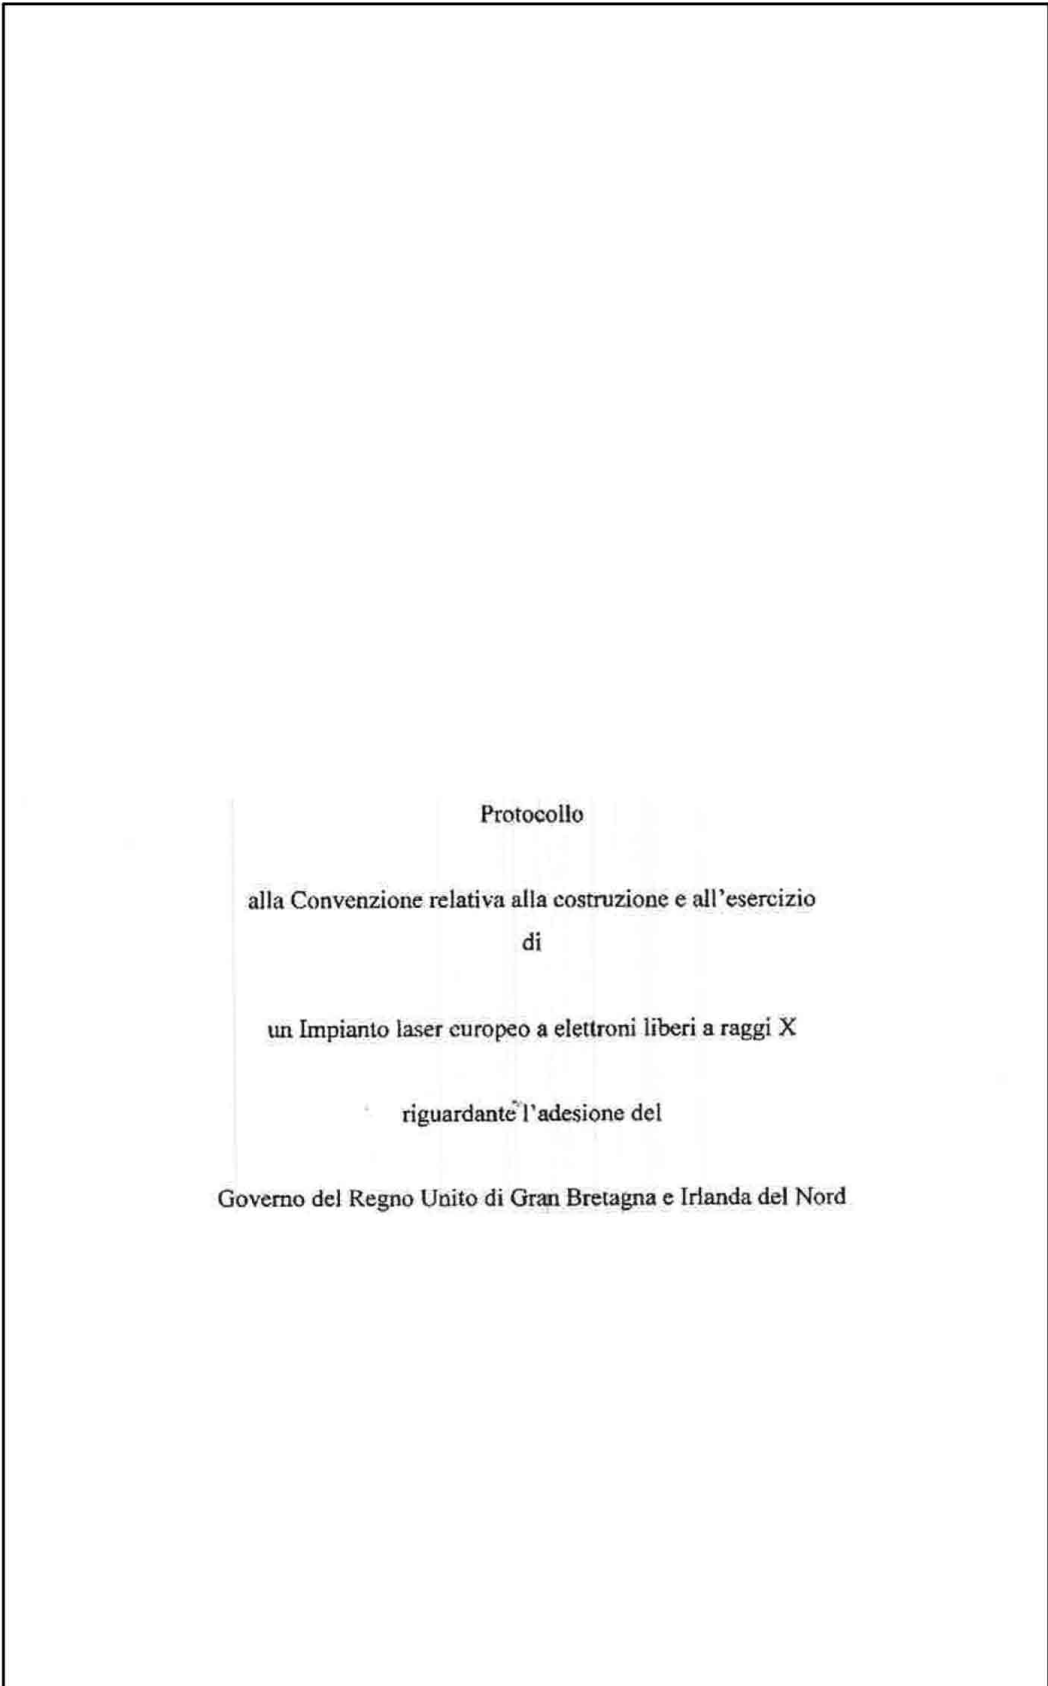 Protocollo
alla Convenzione relativa alla costruzione e all'esercizio
di
un Impianto laser europeo a elettroni liberi a raggi X
riguardante l'adesione del
Governo del Regno Unito di Gran Bretagna e Irlanda del Nord